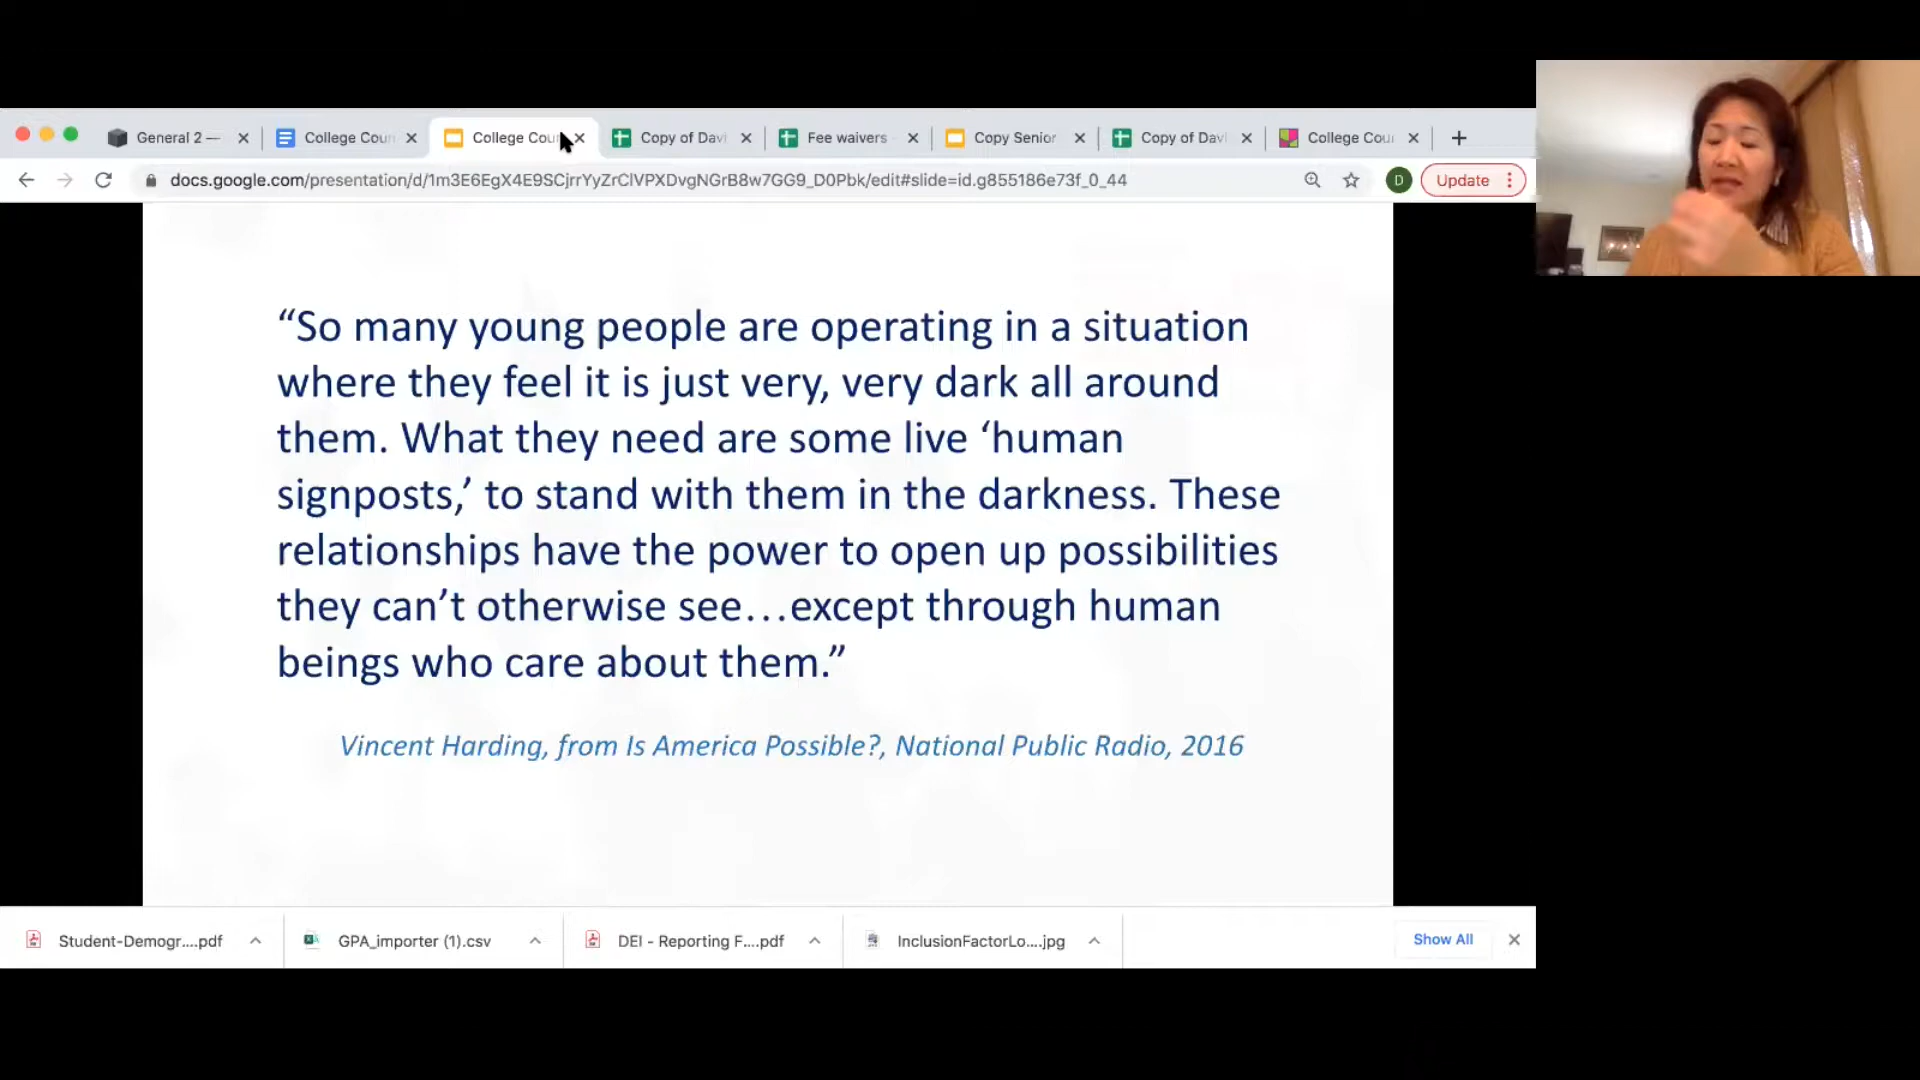 General 2 —
College Coun
College Cou
Copy of Davi
Fee waivers
Copy Senior
Copy of Davi
College Cou
docs.google.com/presentation/d/1m3E6EgX4E9SCjrrYyZrClVPXDvgNGrB8w7GG9_D0Pbk/edit#slide=id.g855186e73f_0_44
D
Update
“So many young people are operating in a situation
where they feel it is just very, very dark all around
them. What they need are some live ‘human
signposts,’ to stand with them in the darkness. These
relationships have the power to open up possibilities
they can’t otherwise see…except through human
beings who care about them.”
Vincent Harding, from Is America Possible?, National Public Radio, 2016
Student-Demogr....pdf
GPA_importer (1).csv
DEI - Reporting F....pdf
InclusionFactorLo....jpg
Show All